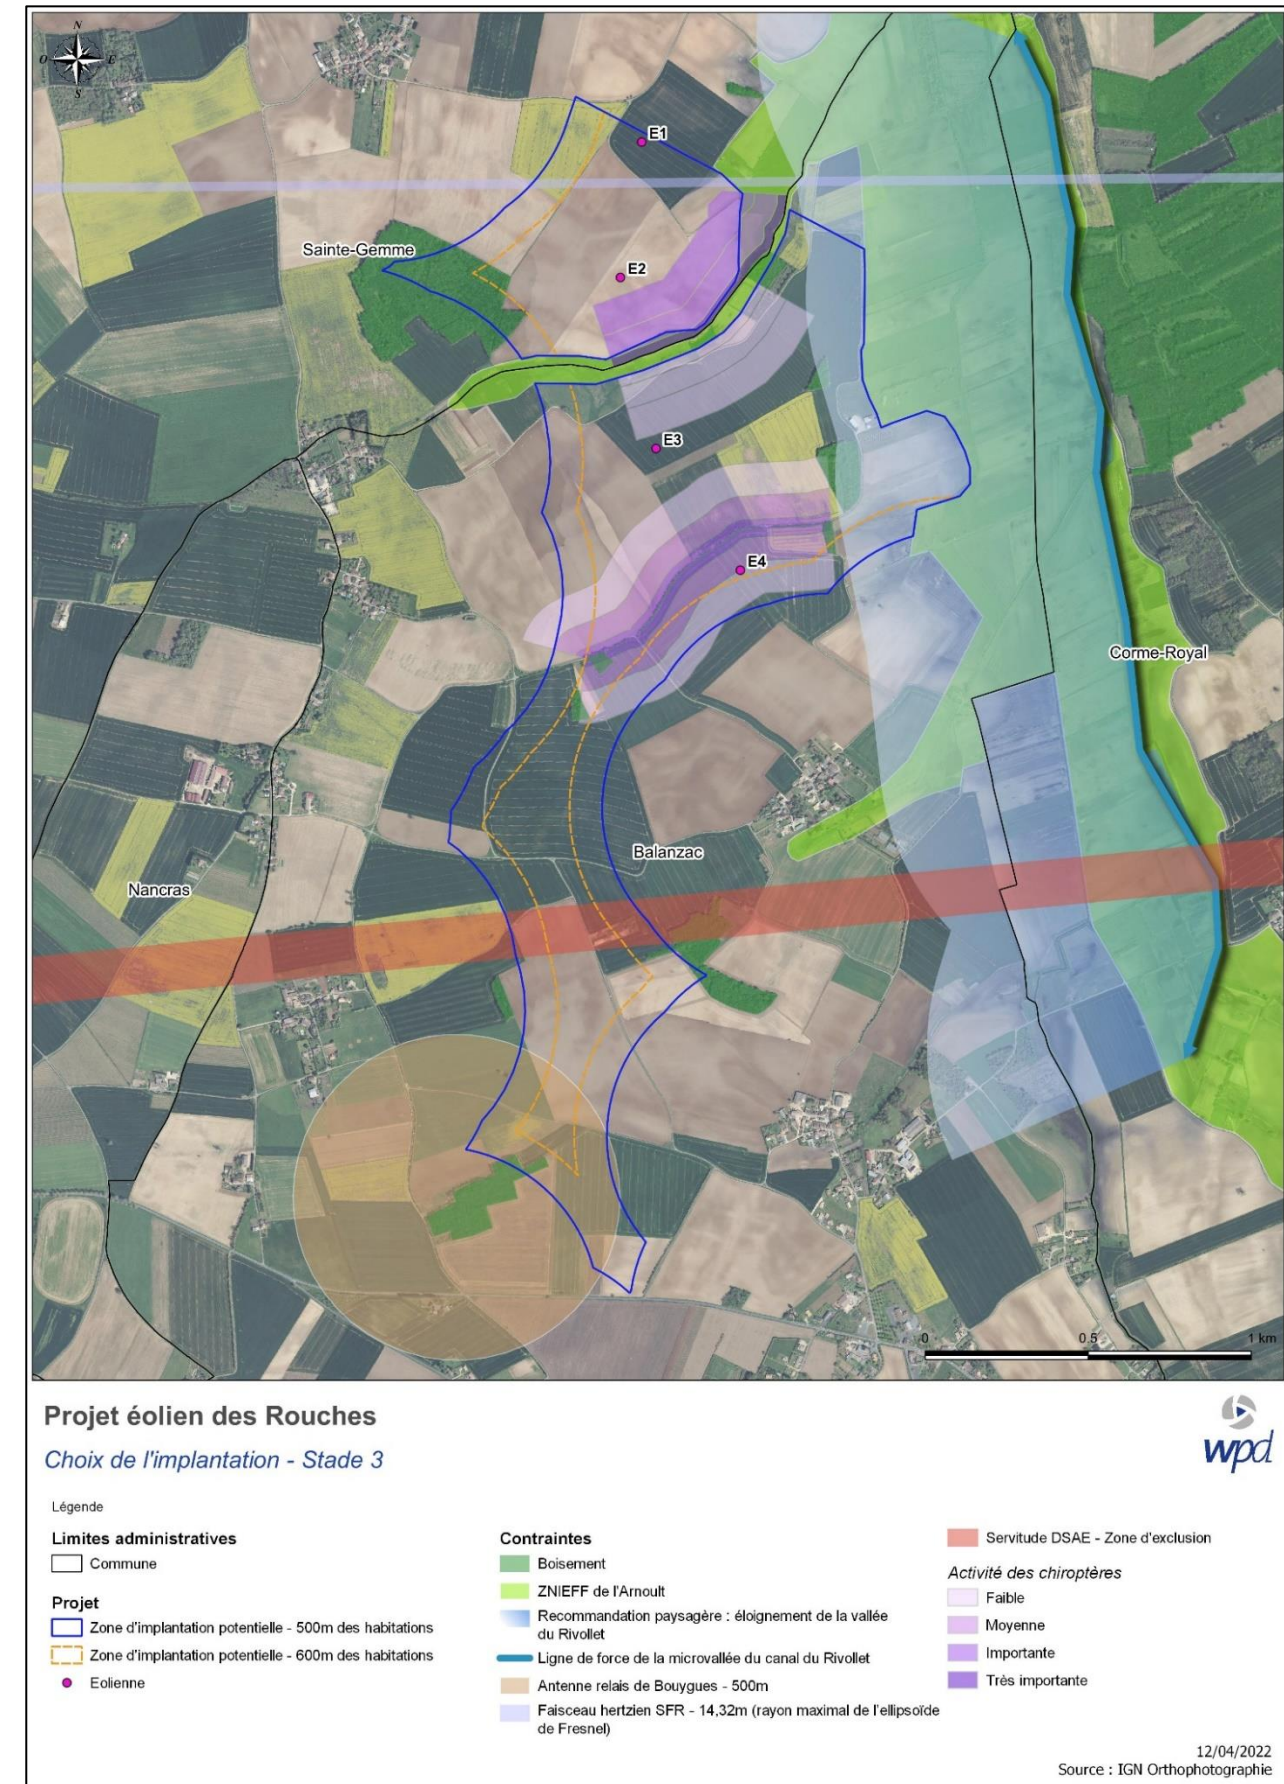 N
O
E
S
E1
Sainte-Gemme
E2
E3
E4
Corme-Royal
Balanzac
Nancras
0 0.5 1 km
Projet éolien des Rouches
Choix de l'implantation - Stade 3
wpd
Légende
Limites administratives
Commune
Projet
Zone d'implantation potentielle - 500m des habitations
Zone d'implantation potentielle - 600m des habitations
Eolienne
Contraintes
Boisement
ZNIEFF de l'Arnoult
Recommandation paysagère : éloignement de la vallée
du Rivollet
Ligne de force de la microvallée du canal du Rivollet
Antenne relais de Bouygues - 500m
Faisceau hertzien SFR - 14,32m (rayon maximal de l'ellipsoïde
de Fresnel)
Servitude DSAE - Zone d'exclusion
Activité des chiroptères
Faible
Moyenne
Importante
Très importante
12/04/2022
Source : IGN Orthophotographie